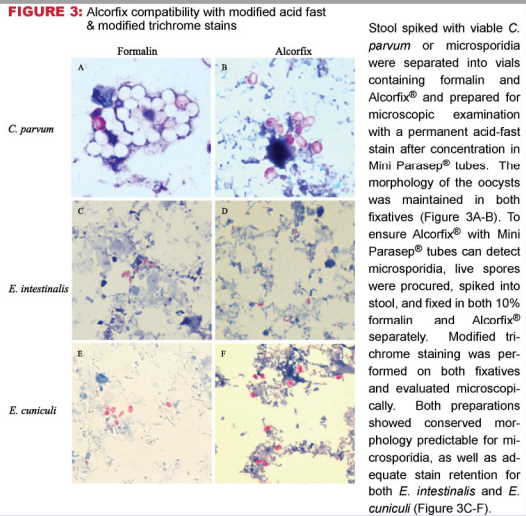 FIGURE 3: Alcorfix compatibility with modified acid fast
& modified trichrome stains
Formalin
Alcorfix
A
B
C. parvum
C
D
E. intestinalis
E
F
E. cuniculi
Stool spiked with viable C.
parvum or microsporidia
were separated into vials
containing formalin and
Alcorfix® and prepared for
microscopic examination
with a permanent acid-fast
stain after concentration in
Mini Parasep® tubes. The
morphology of the oocysts
was maintained in both
fixatives (Figure 3A-B). To
ensure Alcorfix® with Mini
Parasep® tubes can detect
microsporidia, live spores
were procured, spiked into
stool, and fixed in both 10%
formalin and Alcorfix®
separately. Modified tri-
chrome staining was per-
formed on both fixatives
and evaluated microscopi-
cally. Both preparations
showed conserved mor-
phology predictable for mi-
crosporidia, as well as ad-
equate stain retention for
both E. intestinalis and E.
cuniculi (Figure 3C-F).